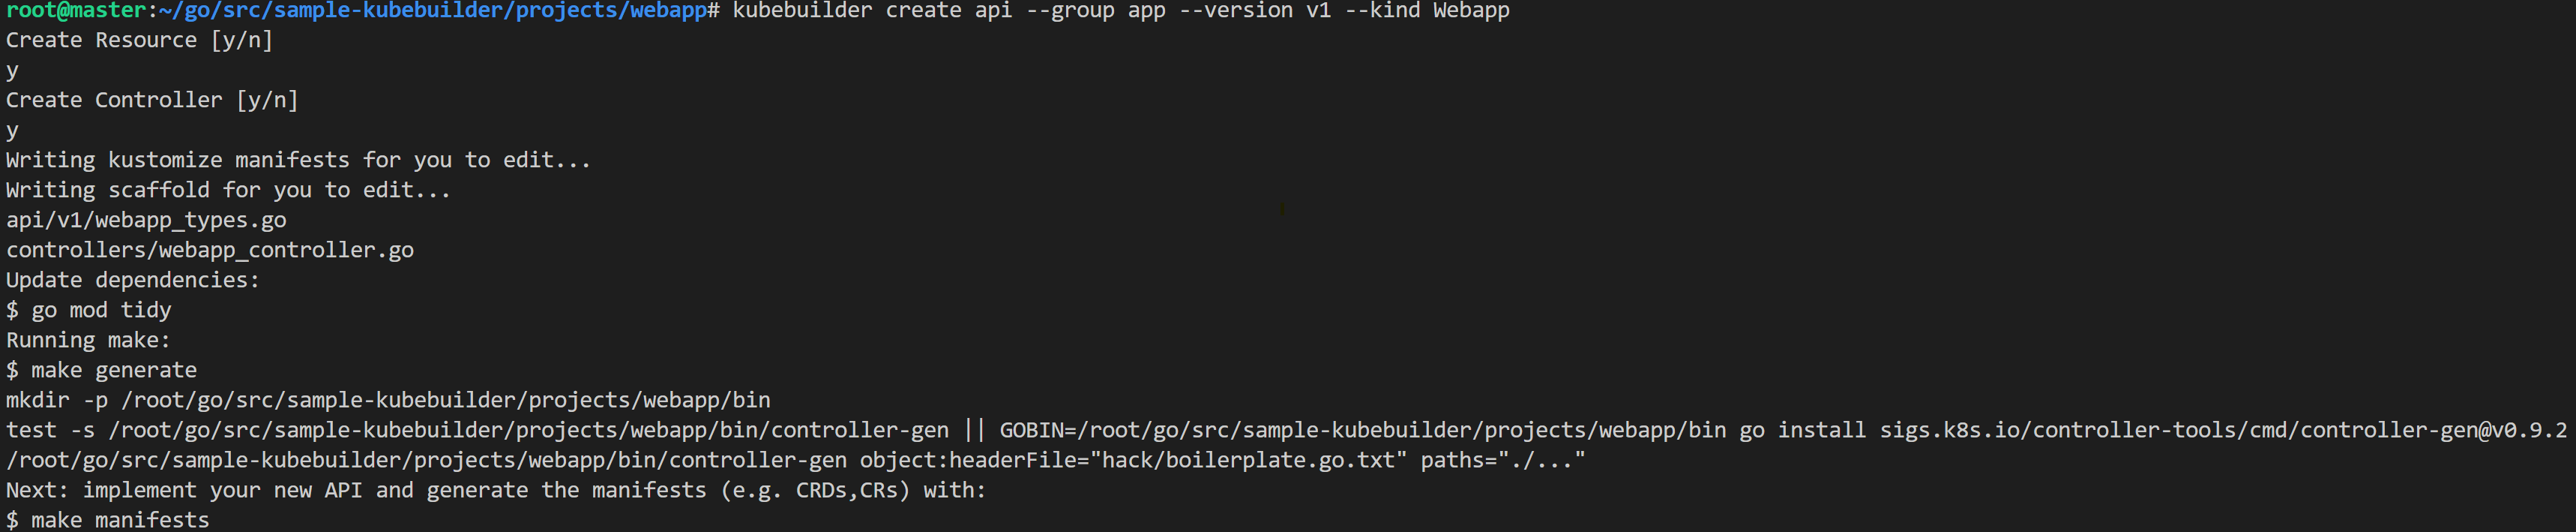 root@master:~/go/src/sample-kubebuilder/projects/webapp# kubebuilder create api --group app --version v1 --kind Webapp
Create Resource [y/n]
y
Create Controller [y/n]
y
Writing kustomize manifests for you to edit...
Writing scaffold for you to edit...
api/v1/webapp_types.go
controllers/webapp_controller.go
Update dependencies:
$ go mod tidy
Running make:
$ make generate
mkdir -p /root/go/src/sample-kubebuilder/projects/webapp/bin
test -s /root/go/src/sample-kubebuilder/projects/webapp/bin/controller-gen || GOBIN=/root/go/src/sample-kubebuilder/projects/webapp/bin go install sigs.k8s.io/controller-tools/cmd/controller-gen@v0.9.2
/root/go/src/sample-kubebuilder/projects/webapp/bin/controller-gen object:headerFile="hack/boilerplate.go.txt" paths="./..."
Next: implement your new API and generate the manifests (e.g. CRDs,CRs) with:
$ make manifests